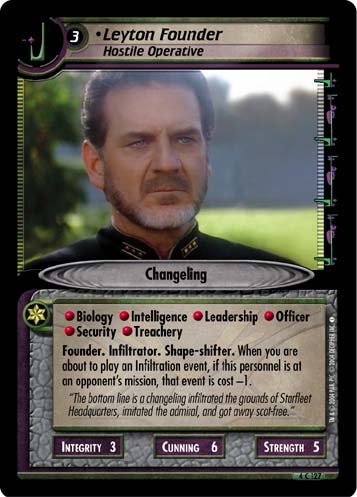 3 •Leyton Founder
Hostile Operative
Changeling
Biology Intelligence Leadership Officer
Security Treachery
Founder. Infiltrator. Shape-shifter. When you are
about to play an Infiltration event, if this personnel is at
an opponent's mission, that event is cost –1.
"The bottom line is a changeling infiltrated the grounds of Starfleet
Headquarters, imitated the admiral, and got away scot-free."
INTEGRITY 3 CUNNING 6 STRENGTH 5
4 C 127